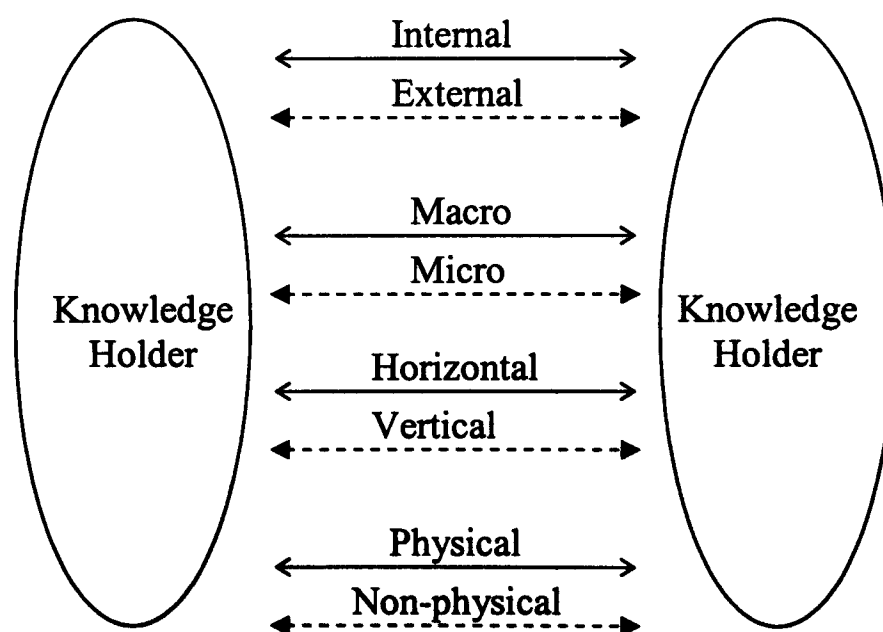 Internal
External
Macro
Micro
Knowledge
Holder
Knowledge
Holder
Horizontal
Vertical
Physical
Non-physical